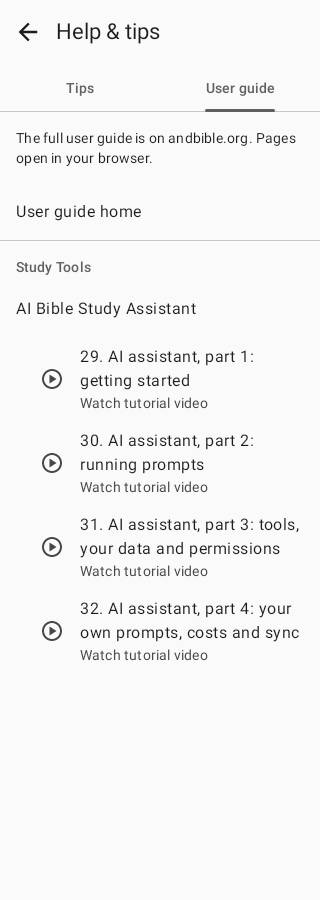 Help & tips
Tips
User guide
The full user guide is on andbible.org. Pages
open in your browser.
User guide home
Study Tools
AI Bible Study Assistant
29. AI assistant, part 1:
getting started
Watch tutorial video
30. AI assistant, part 2:
running prompts
Watch tutorial video
31. AI assistant, part 3: tools,
your data and permissions
Watch tutorial video
32. AI assistant, part 4: your
own prompts, costs and sync
Watch tutorial video